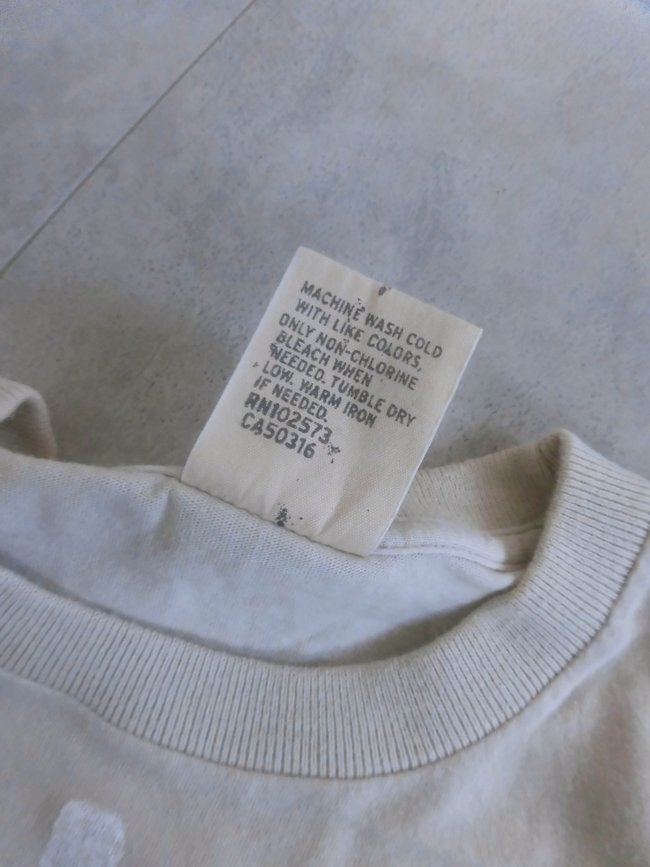 MACHINE WASH COLD
WITH LIKE COLORS,
ONLY NON-CHLORINE
BLEACH WHEN
NEEDED. TUMBLE DRY
LOW. WARM IRON
IF NEEDED.
RN102573
CA50316